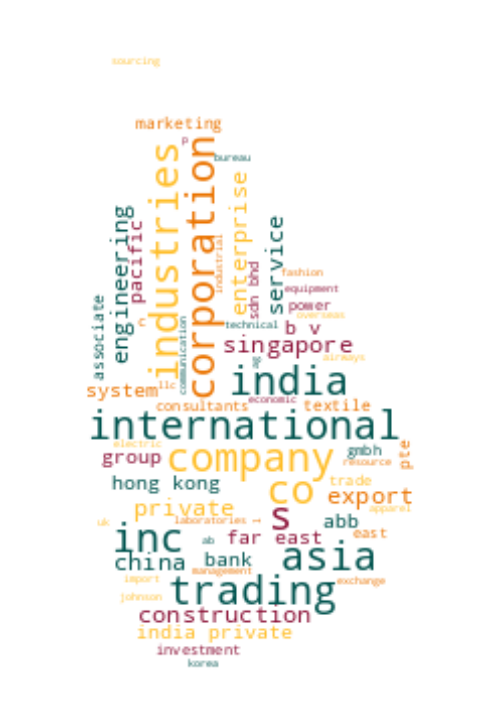 sourcing
marketing
p
bureau
industries
corporation
enterprise
engineering
pacific
service
industrial
sdn bhd
fashion
equipment
associate
power
overseas
c
communication
technical
b v
singapore
ag
airways
india
system
llc
economic
consultants
textile
international
electric
company
group
gmbh
resource
pte
hong kong
co
trade
export
private
s
apparel
uk
laboratories
l
abb
inc
ab
far east
east
china
bank
asia
management
import
trading
exchange
johnson
construction
india private
investment
korea